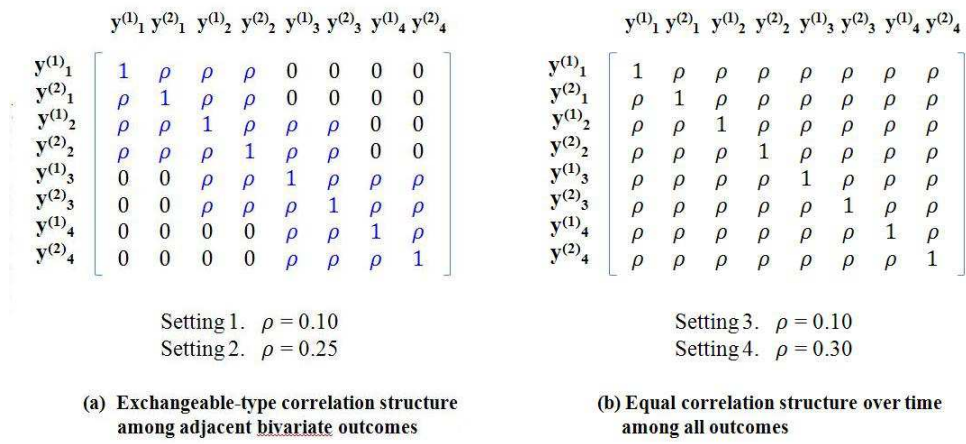 y(1)1 y(2)1 y(1)2 y(2)2 y(1)3 y(2)3 y(1)4 y(2)4
y(1)1 1 ρ ρ ρ 0 0 0 0
y(2)1 ρ 1 ρ ρ 0 0 0 0
y(1)2 ρ ρ 1 ρ ρ ρ 0 0
y(2)2 ρ ρ ρ 1 ρ ρ 0 0
y(1)3 0 0 ρ ρ 1 ρ ρ ρ
y(2)3 0 0 ρ ρ ρ 1 ρ ρ
y(1)4 0 0 0 0 ρ ρ 1 ρ
y(2)4 0 0 0 0 ρ ρ ρ 1
Setting 1. ρ = 0.10
Setting 2. ρ = 0.25
(a) Exchangeable-type correlation structure
among adjacent bivariate outcomes
y(1)1 y(2)1 y(1)2 y(2)2 y(1)3 y(2)3 y(1)4 y(2)4
y(1)1 1 ρ ρ ρ ρ ρ ρ ρ
y(2)1 ρ 1 ρ ρ ρ ρ ρ ρ
y(1)2 ρ ρ 1 ρ ρ ρ ρ ρ
y(2)2 ρ ρ ρ 1 ρ ρ ρ ρ
y(1)3 ρ ρ ρ ρ 1 ρ ρ ρ
y(2)3 ρ ρ ρ ρ ρ 1 ρ ρ
y(1)4 ρ ρ ρ ρ ρ ρ 1 ρ
y(2)4 ρ ρ ρ ρ ρ ρ ρ 1
Setting 3. ρ = 0.10
Setting 4. ρ = 0.30
(b) Equal correlation structure over time
among all outcomes